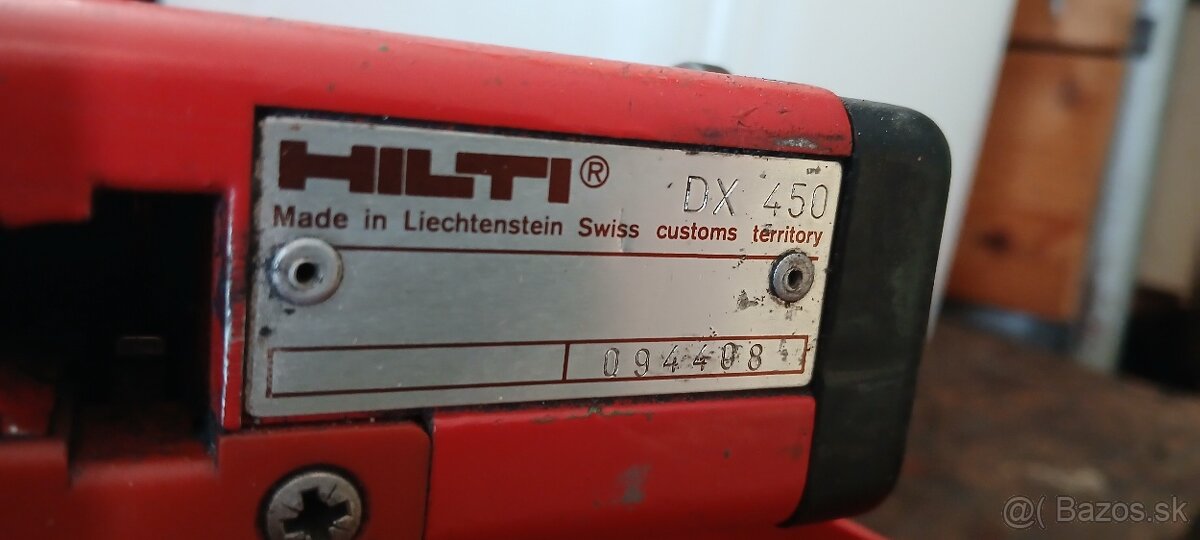 HILTI® DX 450
Made in Liechtenstein Swiss customs territory
094408
@( Bazos.sk